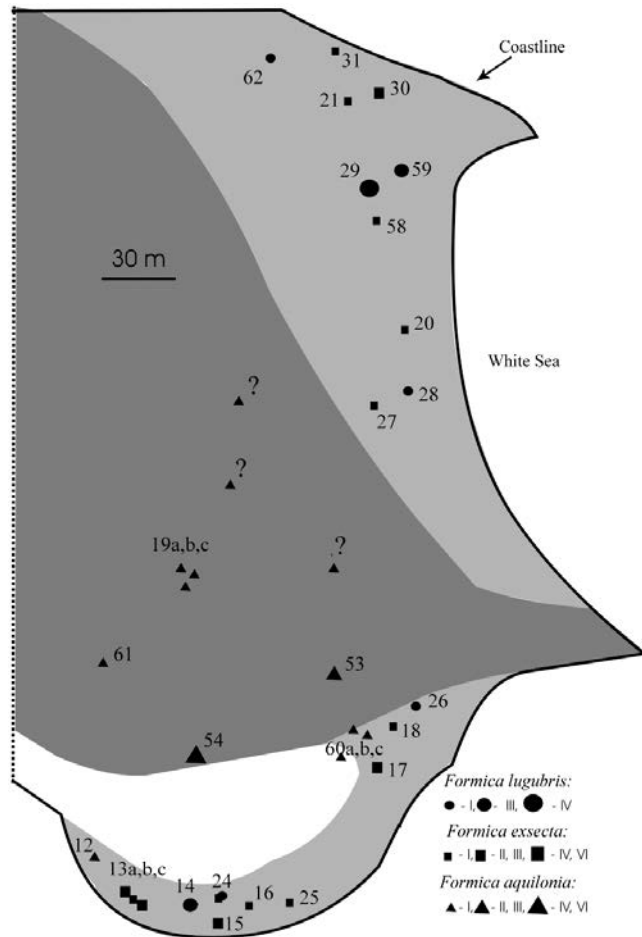 Coastline
31
62
30
21
59
29
58
30 m
20
White Sea
28
27
?
?
19a,b,c
?
61
53
26
18
54
60a,b,c
17
Formica lugubris:
- I, - III, - IV
Formica exsecta:
- I, - II, III, - IV, VI
12
13a,b,c
14
24
16
25
15
Formica aquilonia:
- I, - II, III, - IV, VI